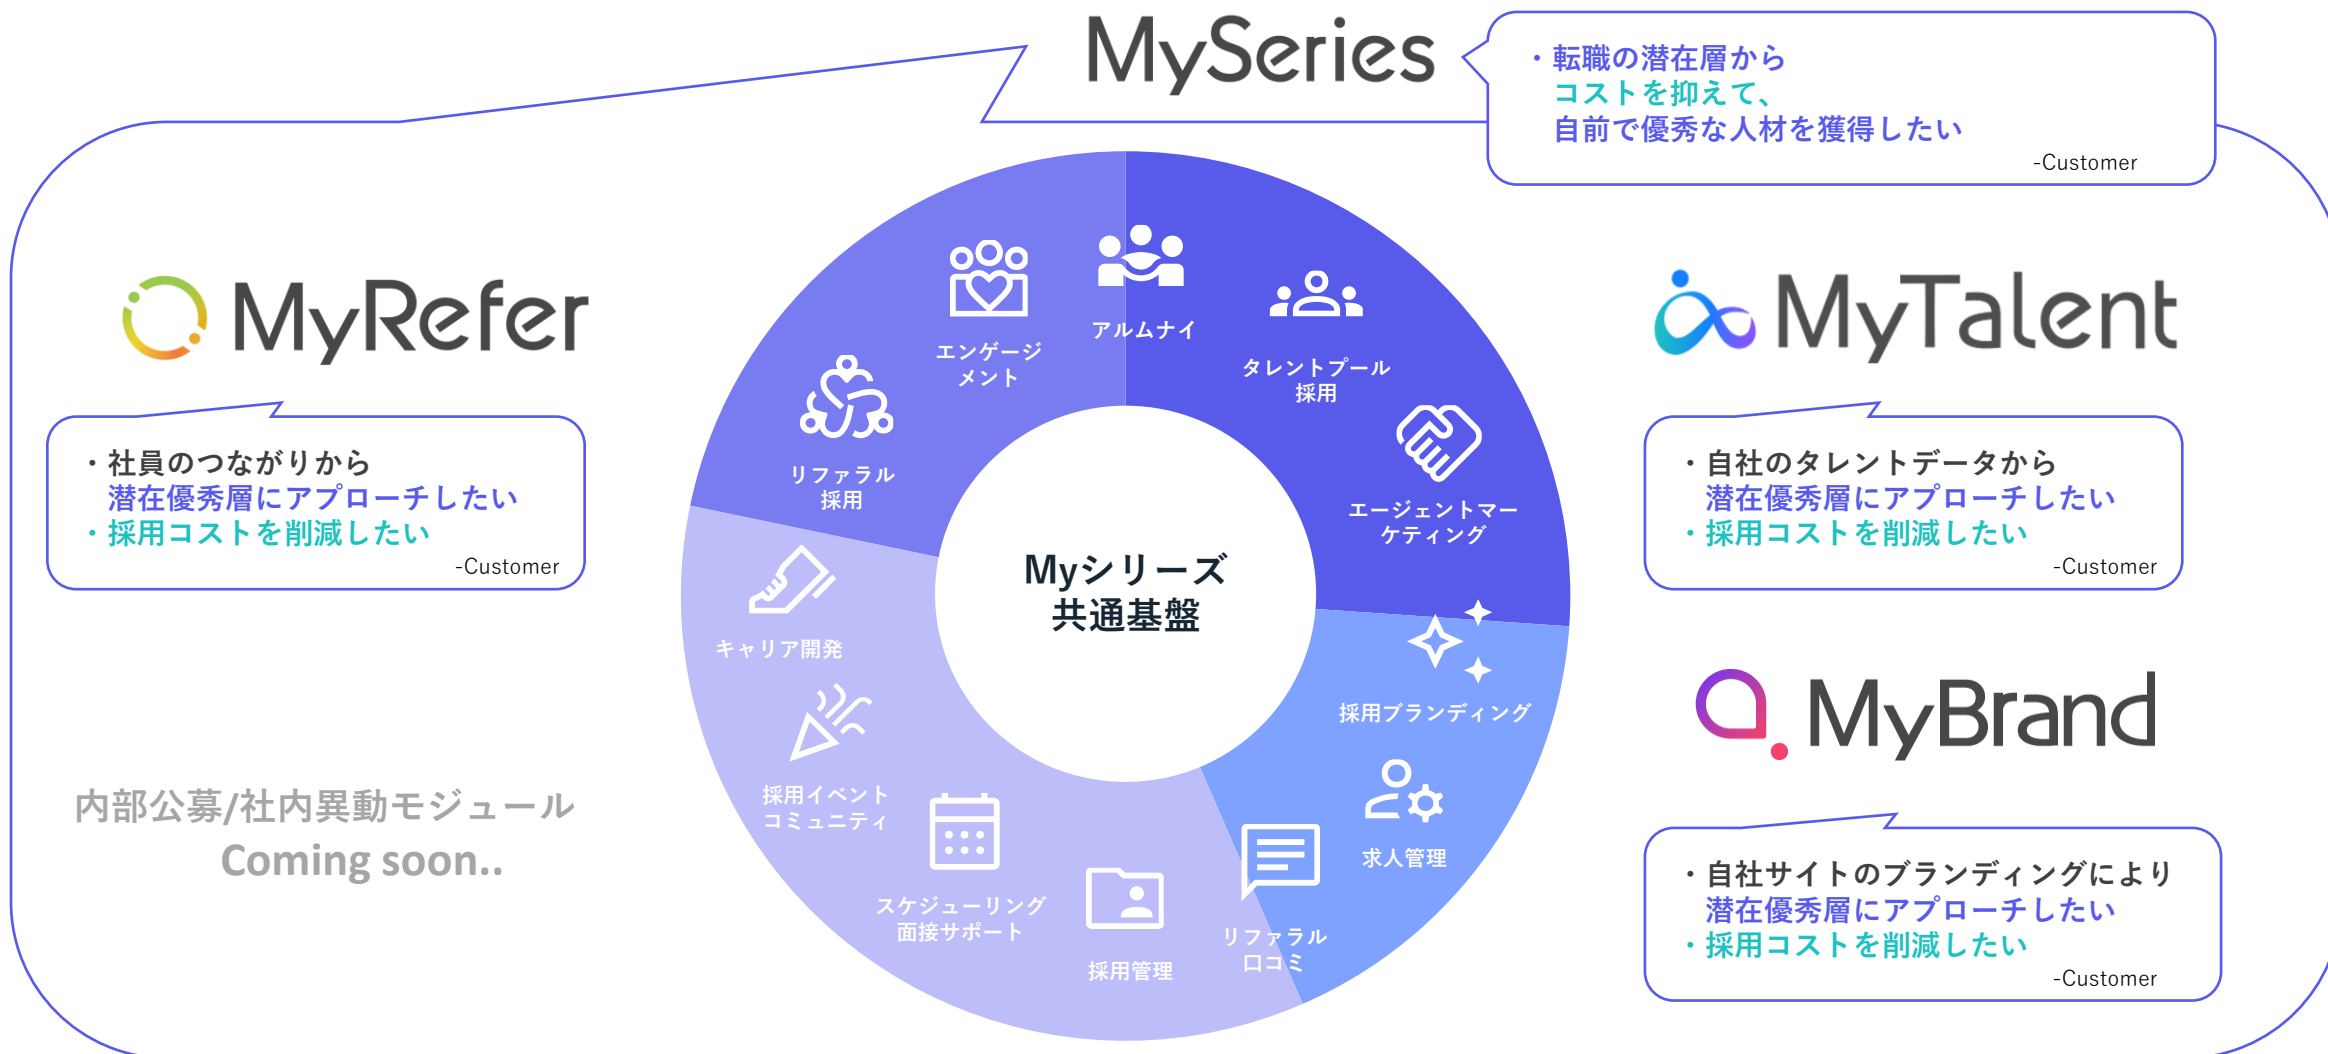 MySeries
・転職の潜在層から
コストを抑えて、
自前で優秀な人材を獲得したい
-Customer
MyRefer
・社員のつながりから
潜在優秀層にアプローチしたい
・採用コストを削減したい
-Customer
内部公募/社内異動モジュール
Coming soon..
エンゲージ
メント
アルムナイ
タレントプール
採用
リファラル
採用
エージェントマー
ケティング
Myシリーズ
共通基盤
キャリア開発
採用ブランディング
採用イベント
コミュニティ
求人管理
スケジューリング
面接サポート
採用管理
リファラル
口コミ
MyTalent
・自社のタレントデータから
潜在優秀層にアプローチしたい
・採用コストを削減したい
-Customer
MyBrand
・自社サイトのブランディングにより
潜在優秀層にアプローチしたい
・採用コストを削減したい
-Customer